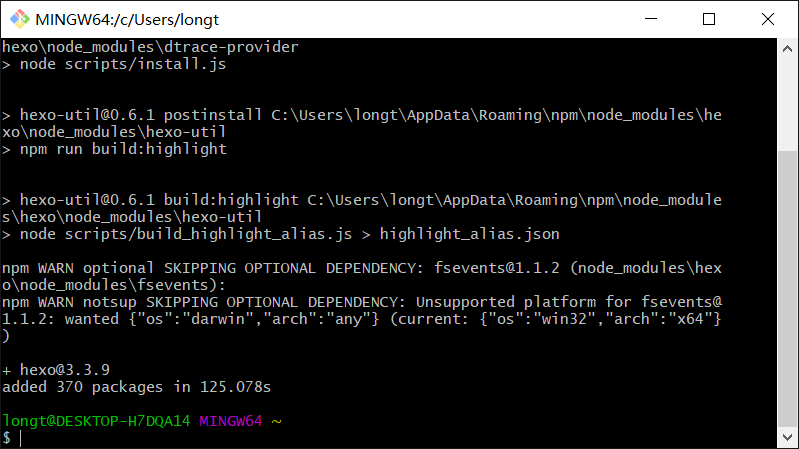 MINGW64:/c/Users/longt
hexo\node_modules\dtrace-provider
> node scripts/install.js
> hexo-util@0.6.1 postinstall C:\Users\longt\AppData\Roaming\npm\node_modules\he
xo\node_modules\hexo-util
> npm run build:highlight
> hexo-util@0.6.1 build:highlight C:\Users\longt\AppData\Roaming\npm\node_module
s\hexo\node_modules\hexo-util
> node scripts/build_highlight_alias.js > highlight_alias.json
npm WARN optional SKIPPING OPTIONAL DEPENDENCY: fsevents@1.1.2 (node_modules\hex
o\node_modules\fsevents):
npm WARN notsup SKIPPING OPTIONAL DEPENDENCY: Unsupported platform for fsevents@
1.1.2: wanted {"os":"darwin","arch":"any"} (current: {"os":"win32","arch":"x64"}
)
+ hexo@3.3.9
added 370 packages in 125.078s
longt@DESKTOP-H7DQA14 MINGW64 ~
$